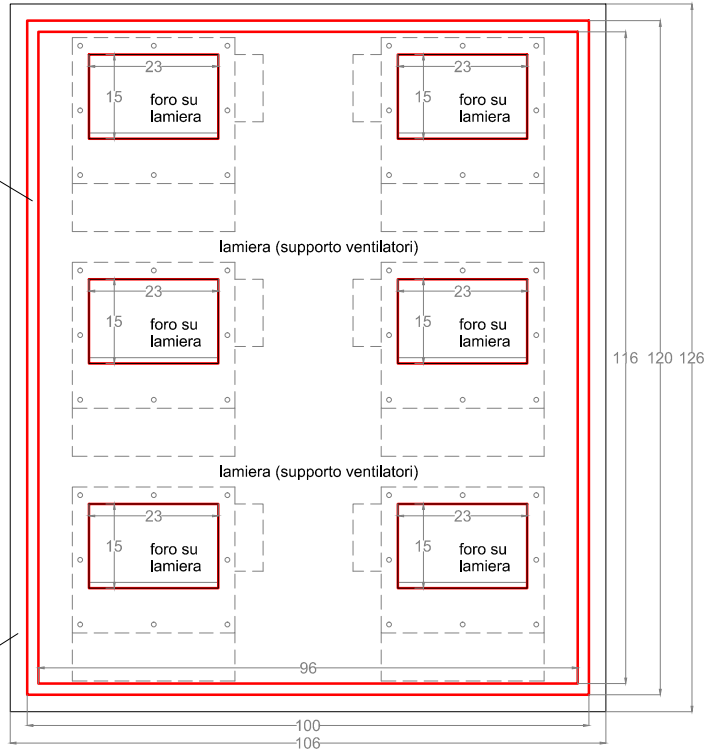 23
23
15
foro su
lamiera
15
foro su
lamiera
lamiera (supporto ventilatori)
23
23
15
foro su
lamiera
15
foro su
lamiera
116
120
126
lamiera (supporto ventilatori)
23
23
15
foro su
lamiera
15
foro su
lamiera
96
100
106